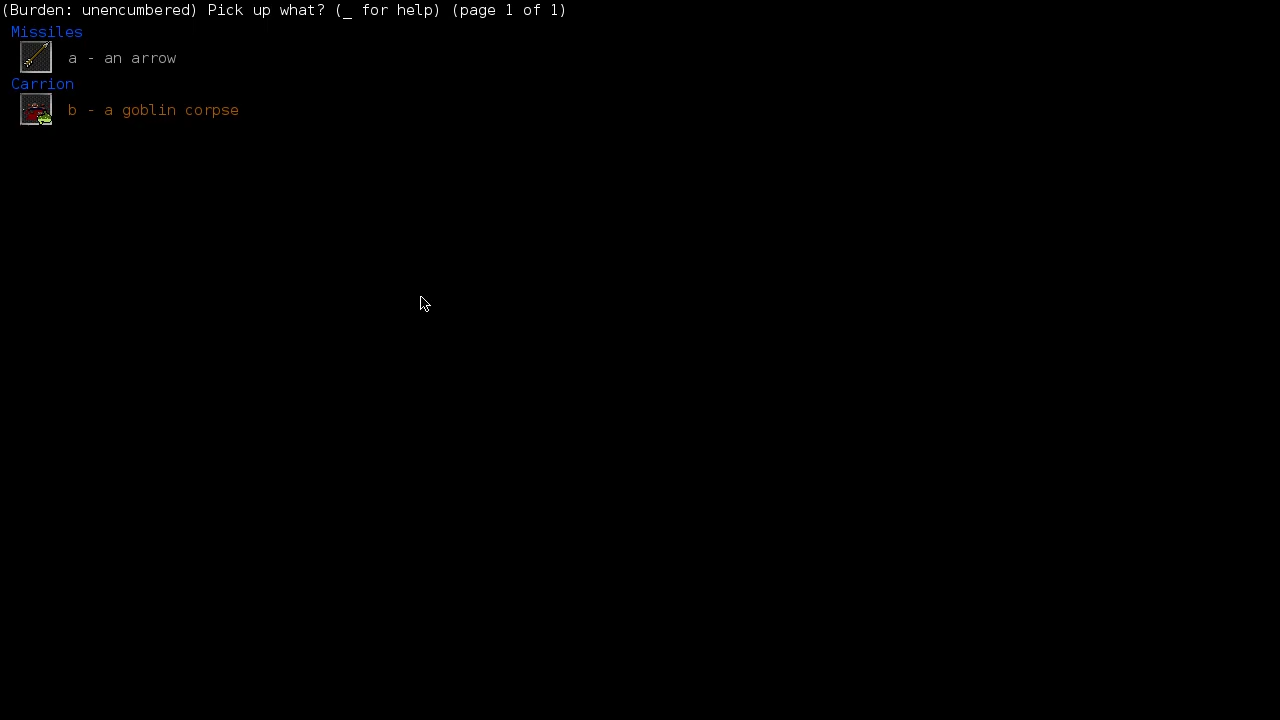 (Burden: unencumbered) Pick up what? (_ for help) (page 1 of 1)
Missiles
a - an arrow
Carrion
b - a goblin corpse